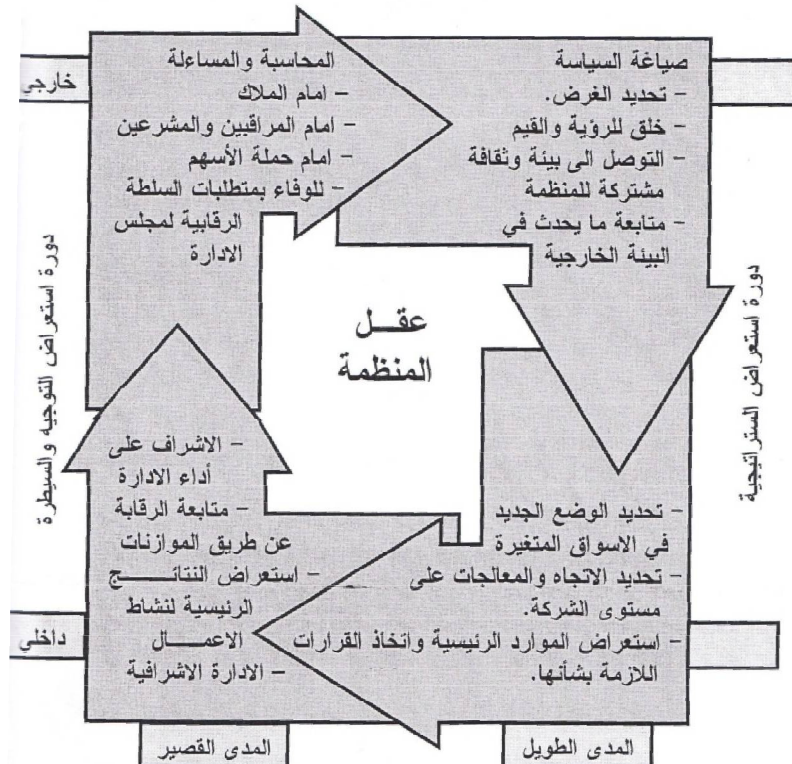 صياغة السياسة
- تحديد الغرض.
- خلق للرؤية والقيم
- التوصل الى بيئة وثقافة
مشتركة للمنظمة
- متابعة ما يحدث في
البيئة الخارجية
المحاسبة والمساءلة
- امام الملاك
- امام المراقبين والمشرعين
- امام حملة الأسهم
- للوفاء بمتطلبات السلطة
الرقابية لمجلس
الادارة
خارجي
دورة استعراض الستراتيجية
عقــل
المنظمة
دورة استعراض التوجيه والسيطرة
- تحديد الوضع الجديد
في الاسواق المتغيرة
- تحديد الاتجاه والمعالجات على
مستوى الشركة.
- استعراض الموارد الرئيسية واتخاذ القرارات
اللازمة بشأنها.
- الاشراف على
أداء الادارة
- متابعة الرقابة
عن طريق الموازنات
- استعراض النتائــــج
الرئيسية لنشاط
الاعمــــال
- الادارة الاشرافية
داخلي
المدى الطويل
المدى القصير